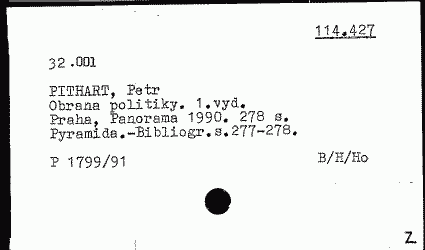 114.427
32.001
PITHART, Petr
Obrana politiky. 1.vyd.
Praha, Panorama 1990. 278 s.
Pyramida.-Bibliogr.s.277-278.
P 1799/91 B/H/Ho
Z